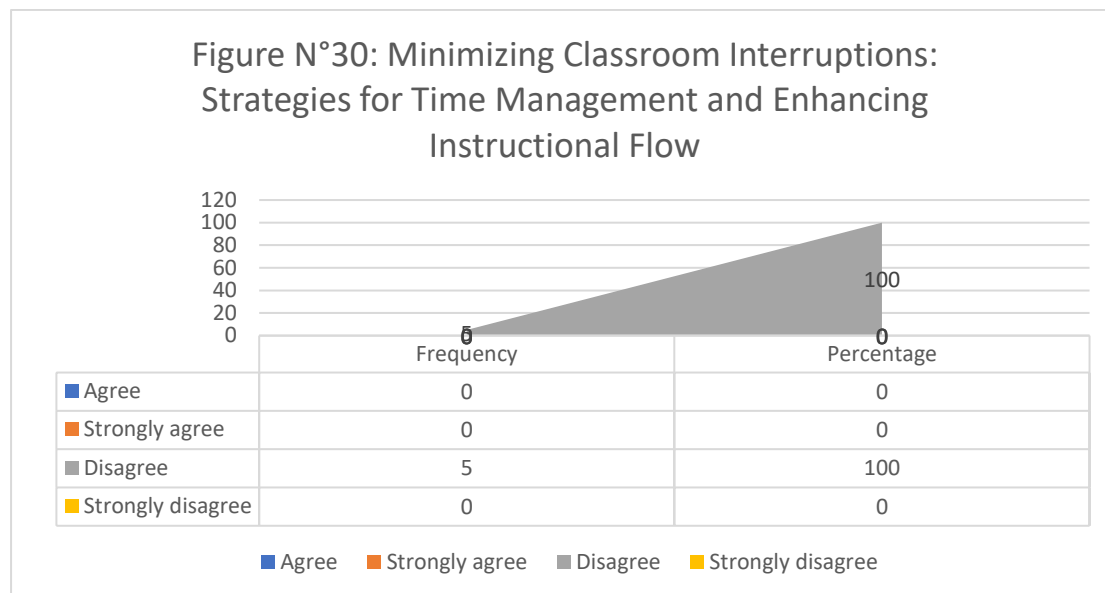 Figure N°30: Minimizing Classroom Interruptions:
Strategies for Time Management and Enhancing
Instructional Flow
120
100
80
60
40
20
0
5
0
100
0
Frequency Percentage
Agree 0 0
Strongly agree 0 0
Disagree 5 100
Strongly disagree 0 0
Agree Strongly agree Disagree Strongly disagree